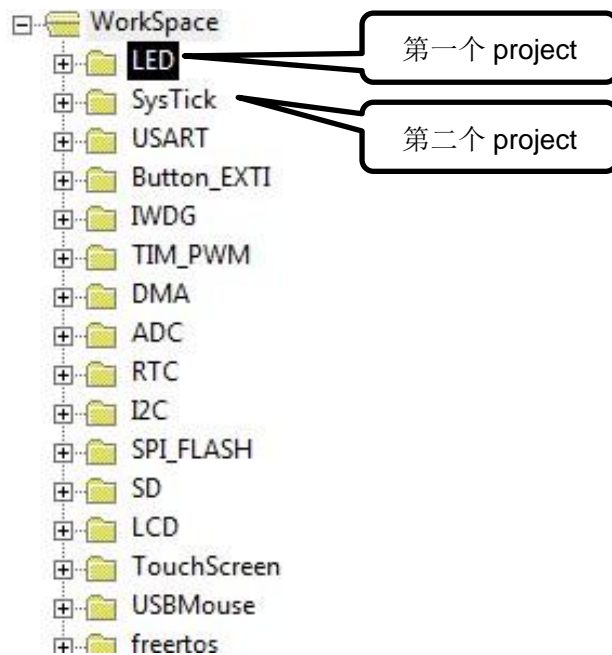 WorkSpace
LED
第一个 project
SysTick
第二个 project
USART
Button_EXTI
IWDG
TIM_PWM
DMA
ADC
RTC
I2C
SPI_FLASH
SD
LCD
TouchScreen
USBMouse
freertos